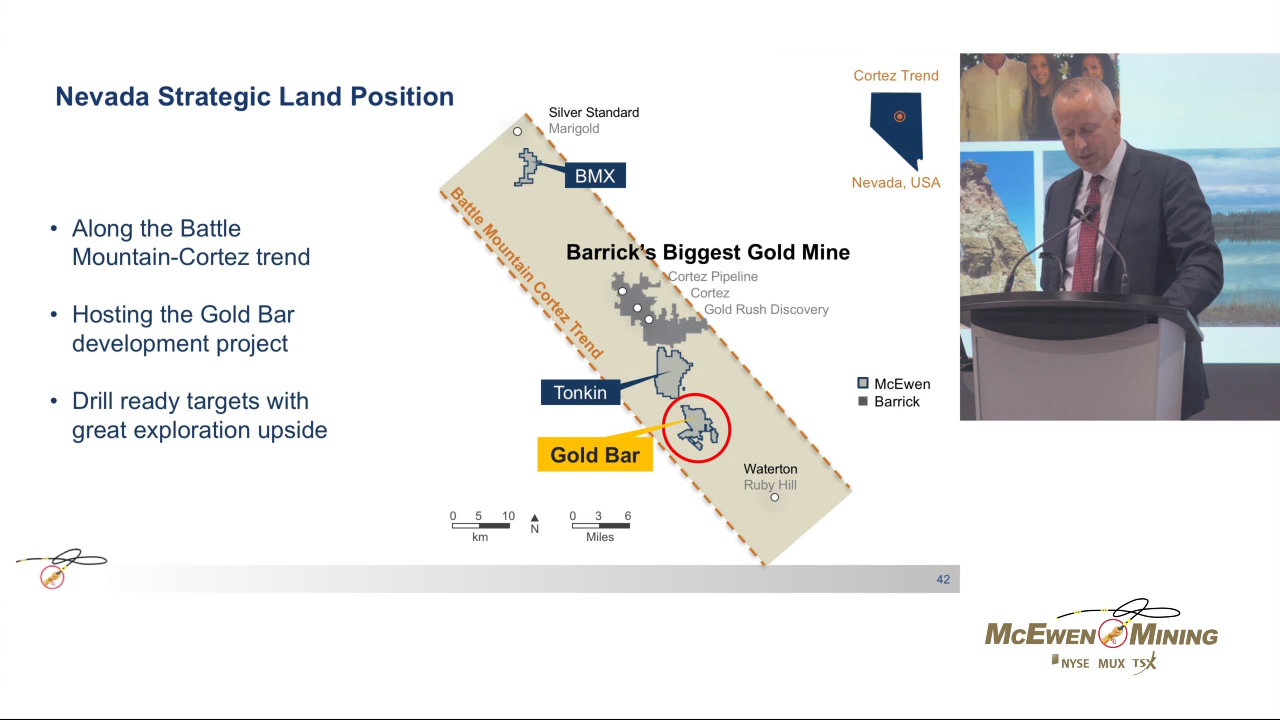 Nevada Strategic Land Position
• Along the Battle
Mountain-Cortez trend
• Hosting the Gold Bar
development project
• Drill ready targets with
great exploration upside
Silver Standard
Marigold
BMX
Battle Mountain Cortez Trend
Barrick's Biggest Gold Mine
Cortez Pipeline
Cortez
Gold Rush Discovery
Tonkin
Gold Bar
Waterton
Ruby Hill
Cortez Trend
Nevada, USA
McEwen
Barrick
0 5 10
km
N
0 3 6
Miles
42
MCEWEN MINING
NYSE MUX TSX